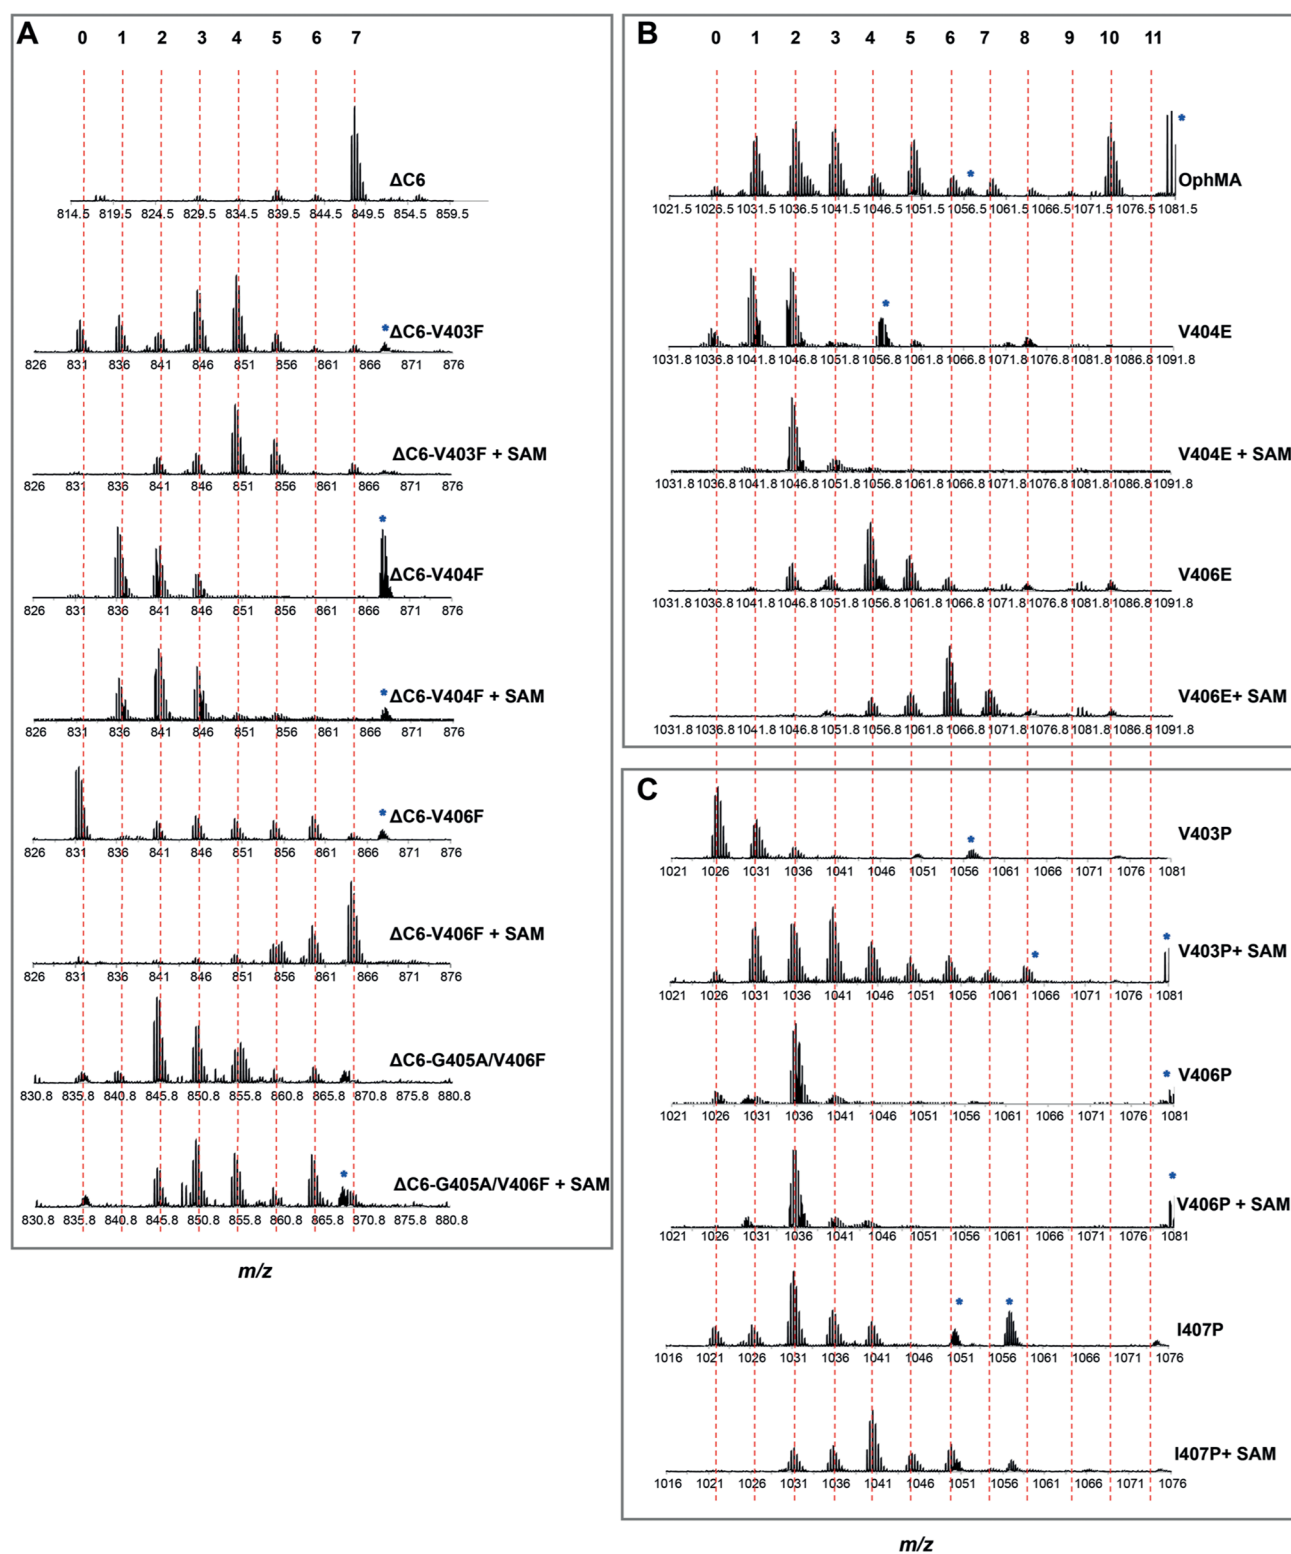 A
0 1 2 3 4 5 6 7
ΔC6
814.5 819.5 824.5 829.5 834.5 839.5 844.5 849.5 854.5 859.5
* ΔC6-V403F
826 831 836 841 846 851 856 861 866 871 876
ΔC6-V403F + SAM
826 831 836 841 846 851 856 861 866 871 876
*
ΔC6-V404F
826 831 836 841 846 851 856 861 866 871 876
* ΔC6-V404F + SAM
826 831 836 841 846 851 856 861 866 871 876
* ΔC6-V406F
826 831 836 841 846 851 856 861 866 871 876
ΔC6-V406F + SAM
826 831 836 841 846 851 856 861 866 871 876
ΔC6-G405A/V406F
830.8 835.8 840.8 845.8 850.8 855.8 860.8 865.8 870.8 875.8 880.8
* ΔC6-G405A/V406F + SAM
830.8 835.8 840.8 845.8 850.8 855.8 860.8 865.8 870.8 875.8 880.8
m/z
B
0 1 2 3 4 5 6 7 8 9 10 11
* *
OphMA
1021.5 1026.5 1031.5 1036.5 1041.5 1046.5 1051.5 1056.5 1061.5 1066.5 1071.5 1076.5 1081.5
*
V404E
1031.8 1036.8 1041.8 1046.8 1051.8 1056.8 1061.8 1066.8 1071.8 1076.8 1081.8 1086.8 1091.8
V404E + SAM
1031.8 1036.8 1041.8 1046.8 1051.8 1056.8 1061.8 1066.8 1071.8 1076.8 1081.8 1086.8 1091.8
V406E
1031.8 1036.8 1041.8 1046.8 1051.8 1056.8 1061.8 1066.8 1071.8 1076.8 1081.8 1086.8 1091.8
V406E+ SAM
1031.8 1036.8 1041.8 1046.8 1051.8 1056.8 1061.8 1066.8 1071.8 1076.8 1081.8 1086.8 1091.8
C
V403P
*
1021 1026 1031 1036 1041 1046 1051 1056 1061 1066 1071 1076 1081
* *
V403P+ SAM
1021 1026 1031 1036 1041 1046 1051 1056 1061 1066 1071 1076 1081
V406P
*
1021 1026 1031 1036 1041 1046 1051 1056 1061 1066 1071 1076 1081
*
V406P + SAM
1021 1026 1031 1036 1041 1046 1051 1056 1061 1066 1071 1076 1081
* *
I407P
1016 1021 1026 1031 1036 1041 1046 1051 1056 1061 1066 1071 1076
I407P+ SAM
1016 1021 1026 1031 1036 1041 1046 1051 1056 1061 1066 1071 1076
m/z